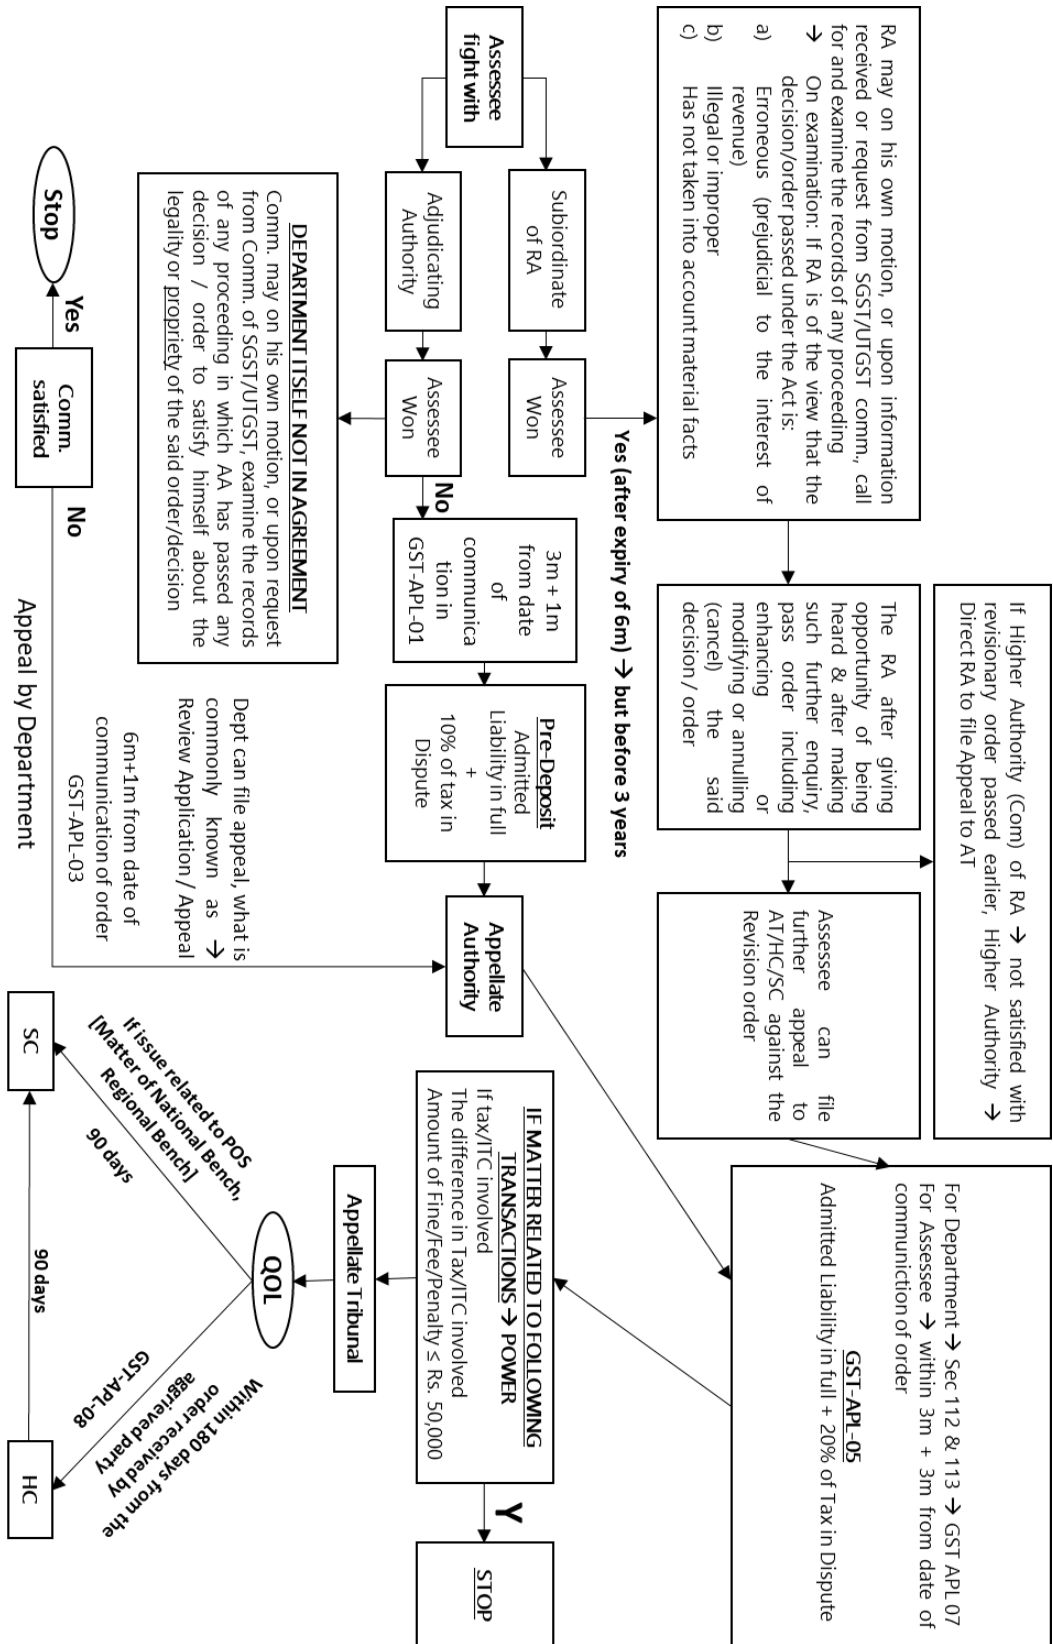 RA may on his own motion, or upon information
received or request from SGST/UTGST comm., call
for and examine the records of any proceeding
→ On examination: If RA is of the view that the
decision/order passed under the Act is:
a) Erroneous (prejudicial to the interest of
revenue)
b) Illegal or improper
c) Has not taken into account material facts
If Higher Authority (Com) of RA → not satisfied with
revisionary order passed earlier, Higher Authority →
Direct RA to file Appeal to AT
The RA after giving
opportunity of being
heard & after making
such further enquiry,
pass order including
enhancing or
modifying or annulling
(cancel) the said
decision / order
Assessee can file
further appeal to
AT/HC/SC against the
Revision order
For Department → Sec 112 & 113 → GST APL 07
For Assessee → within 3m + 3m from date of
communiction of order
GST-APL-05
Admitted Liability in full + 20% of Tax in Dispute
Yes (after expiry of 6m) → but before 3 years
Assessee
fight with
Subiordinate
of RA
Assessee
Won
Adjudicating
Authority
Assessee
Won
No
3m + 1m
from date
of
communica
tion in
GST-APL-01
Pre-Deposit
Admitted
Liability in full
+
10% of tax in
Dispute
Appellate
Authority
IF MATTER RELATED TO FOLLOWING
TRANSACTIONS → POWER
If tax/ITC involved
The difference in Tax/ITC involved
Amount of Fine/Fee/Penalty ≤ Rs. 50,000
Y
STOP
DEPARTMENT ITSELF NOT IN AGREEMENT
Comm. may on his own motion, or upon request
from Comm. of SGST/UTGST, examine the records
of any proceeding in which AA has passed any
decision / order to satisfy himself about the
legality or propriety of the said order/decision
Dept can file appeal, what is
commonly known as →
Review Application / Appeal
6m+1m from date of
communication of order
GST-APL-03
Appellate Tribunal
QOL
Stop
Yes
Comm.
satisfied
No
Appeal by Department
If issue related to POS
[Matter of National Bench,
Regional Bench]
90 days
Within 180 days from the
order received by
aggrieved party
GST-APL-08
SC
90 days
HC